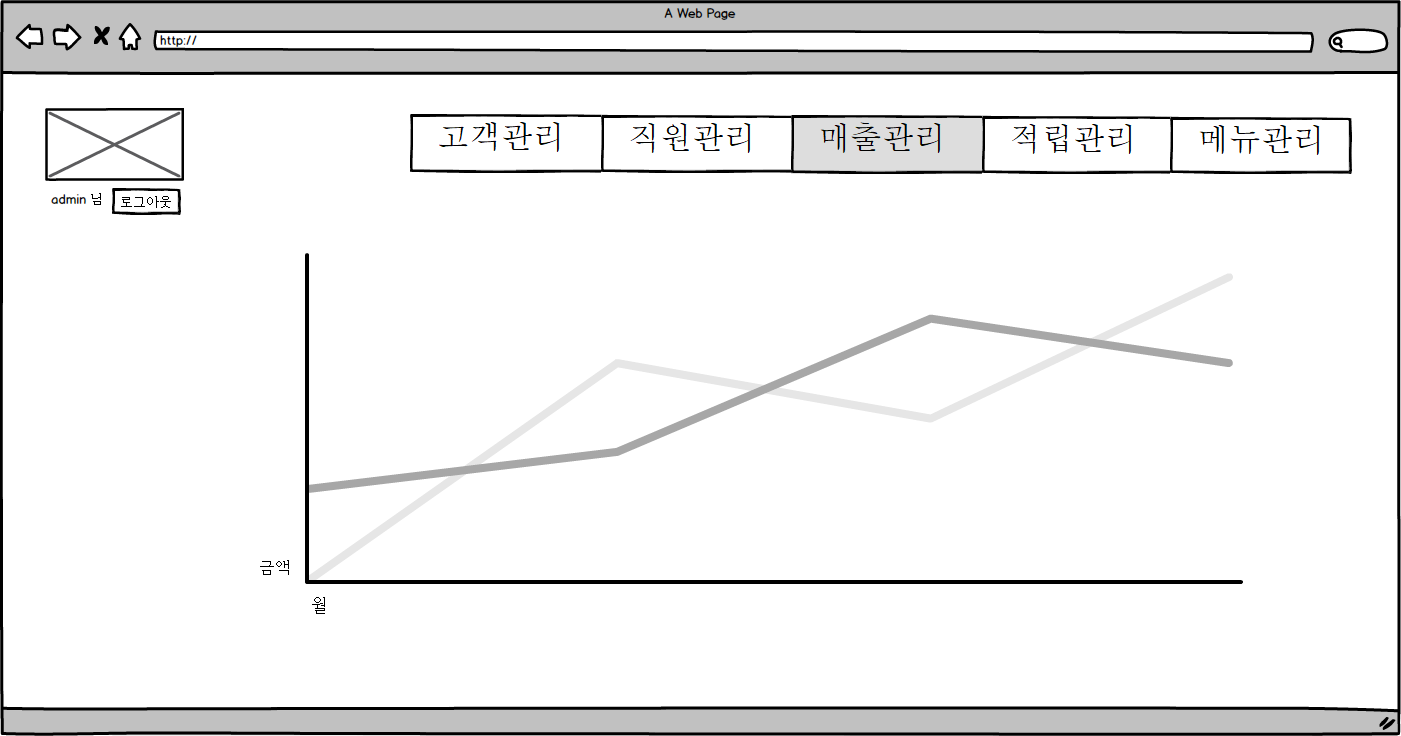 A Web Page
http://
고객관리 직원관리 매출관리 적립관리 메뉴관리
admin 님 로그아웃
금액
월